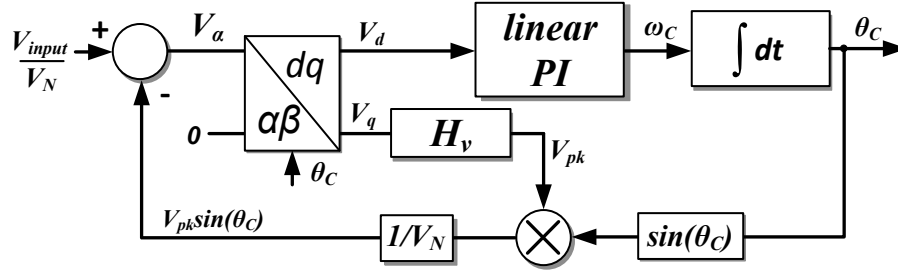 V_input / V_N
+
-
V_α
0
dq
αβ
θ_C
V_d
V_q
linear
PI
H_v
V_pk
ω_C
∫ dt
θ_C
sin(θ_C)
1/V_N
V_pk sin(θ_C)